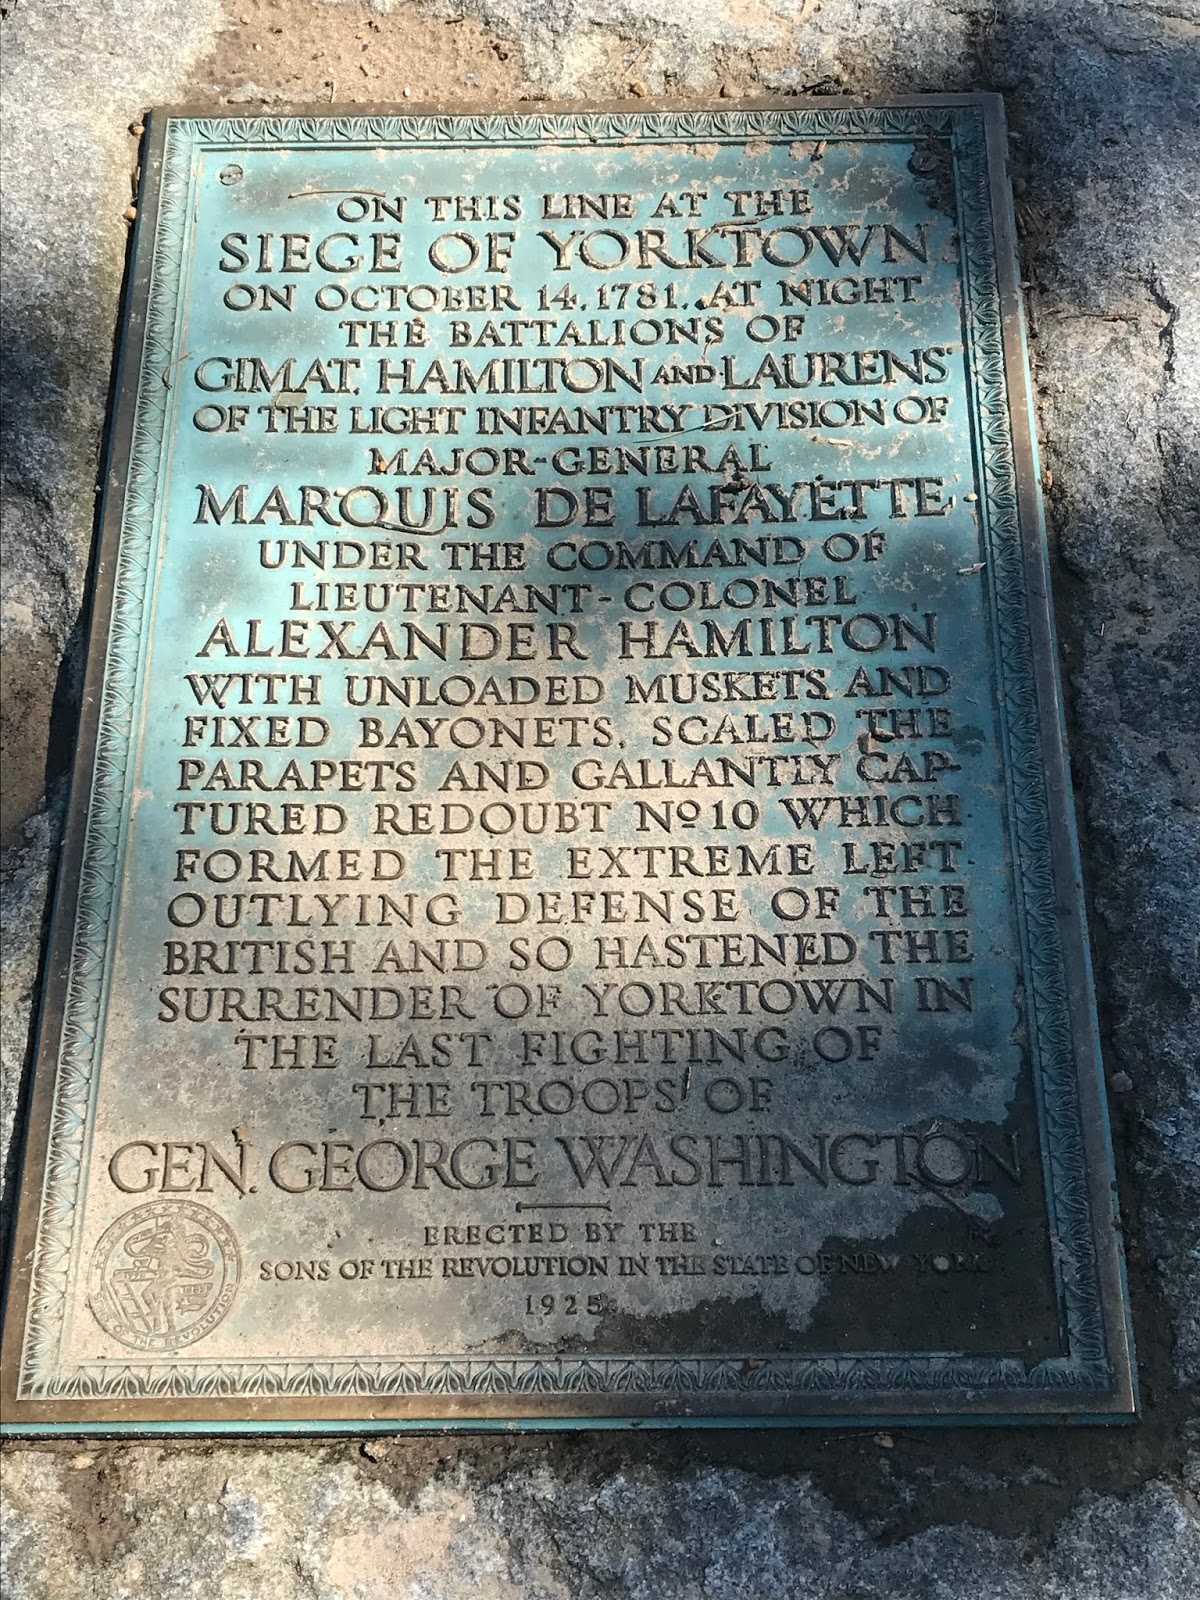 ON THIS LINE AT THE
SIEGE OF YORKTOWN
ON OCTOBER 14, 1781, AT NIGHT
THE BATTALIONS OF
GIMAT, HAMILTON AND LAURENS
OF THE LIGHT INFANTRY DIVISION OF
MAJOR-GENERAL
MARQUIS DE LAFAYETTE
UNDER THE COMMAND OF
LIEUTENANT-COLONEL
ALEXANDER HAMILTON
WITH UNLOADED MUSKETS AND
FIXED BAYONETS, SCALED THE
PARAPETS AND GALLANTLY CAP-
TURED REDOUBT No 10 WHICH
FORMED THE EXTREME LEFT
OUTLYING DEFENSE OF THE
BRITISH AND SO HASTENED THE
SURRENDER OF YORKTOWN IN
THE LAST FIGHTING OF
THE TROOPS OF
GEN. GEORGE WASHINGTON
ERECTED BY THE
SONS OF THE REVOLUTION IN THE STATE OF NEW YORK
1925
OF THE REVOLUTION